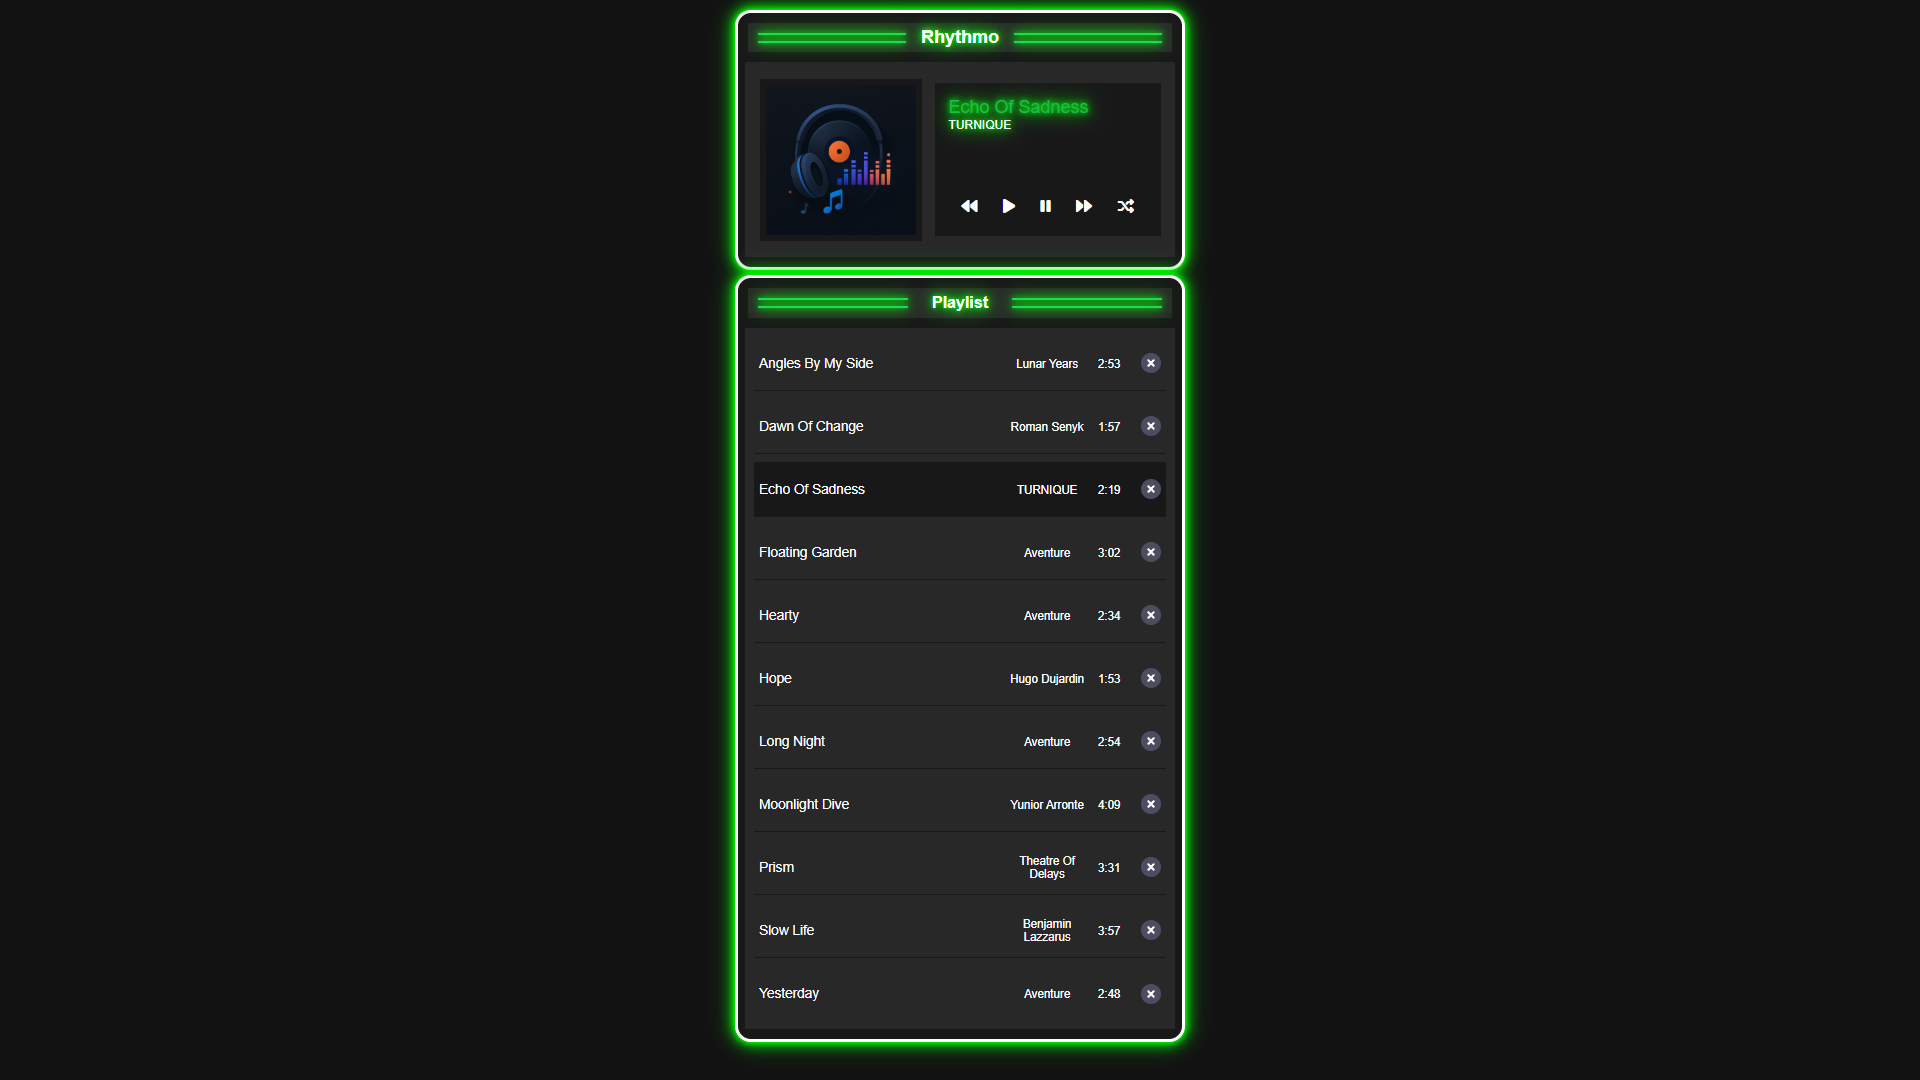 Rhythmo
Echo Of Sadness
TURNIQUE
Playlist
Angles By My Side Lunar Years 2:53
Dawn Of Change Roman Senyk 1:57
Echo Of Sadness TURNIQUE 2:19
Floating Garden Aventure 3:02
Hearty Aventure 2:34
Hope Hugo Dujardin 1:53
Long Night Aventure 2:54
Moonlight Dive Yunior Arronte 4:09
Prism Theatre Of Delays 3:31
Slow Life Benjamin Lazzarus 3:57
Yesterday Aventure 2:48